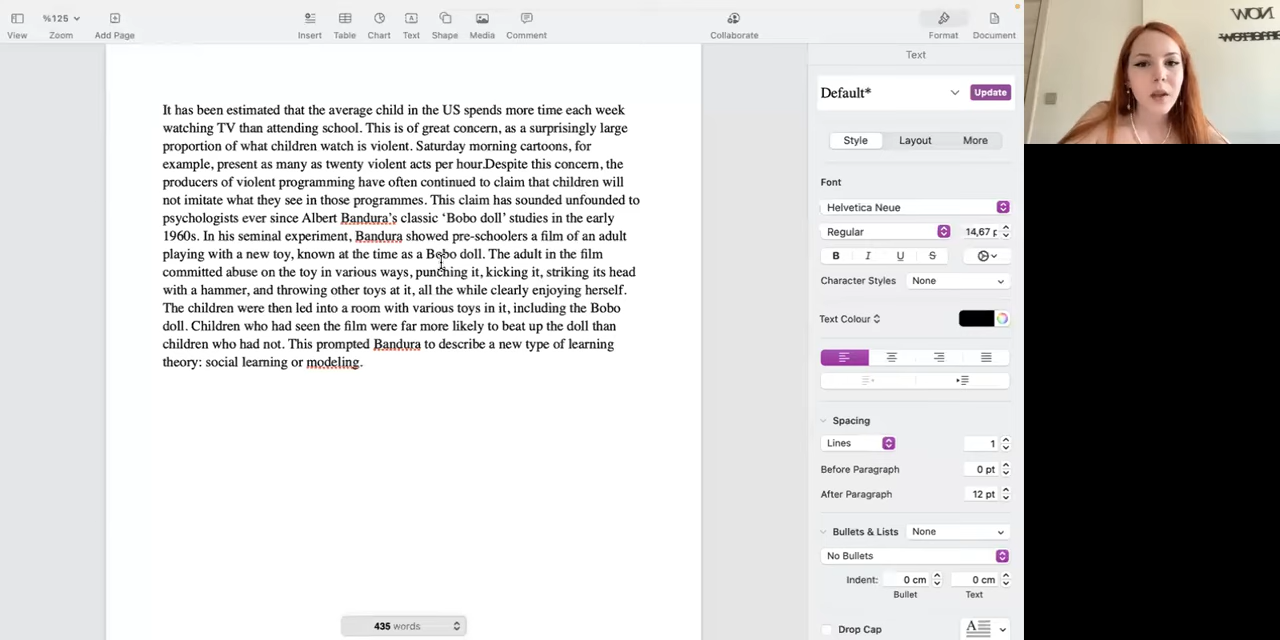 %125
View
Zoom
Add Page
Insert
Table
Chart
Text
Shape
Media
Comment
Collaborate
Format
Document
It has been estimated that the average child in the US spends more time each week
watching TV than attending school. This is of great concern, as a surprisingly large
proportion of what children watch is violent. Saturday morning cartoons, for
example, present as many as twenty violent acts per hour.Despite this concern, the
producers of violent programming have often continued to claim that children will
not imitate what they see in those programmes. This claim has sounded unfounded to
psychologists ever since Albert Bandura's classic ‘Bobo doll’ studies in the early
1960s. In his seminal experiment, Bandura showed pre-schoolers a film of an adult
playing with a new toy, known at the time as a Bobo doll. The adult in the film
committed abuse on the toy in various ways, punching it, kicking it, striking its head
with a hammer, and throwing other toys at it, all the while clearly enjoying herself.
The children were then led into a room with various toys in it, including the Bobo
doll. Children who had seen the film were far more likely to beat up the doll than
children who had not. This prompted Bandura to describe a new type of learning
theory: social learning or modeling.
435 words
Text
Default*
Update
Style
Layout
More
Font
Helvetica Neue
Regular
14,67
B I U S
Character Styles
None
Text Colour
Spacing
Lines
1
Before Paragraph
0 pt
After Paragraph
12 pt
Bullets & Lists
None
No Bullets
Indent:
0 cm
0 cm
Bullet
Text
Drop Cap
A